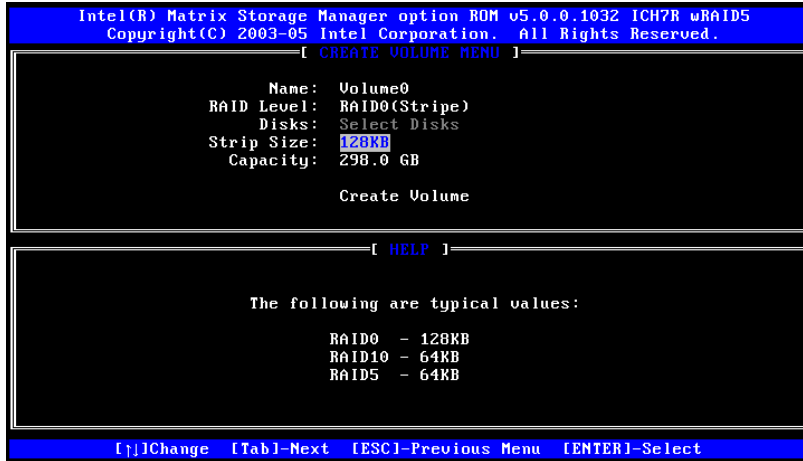 Intel(R) Matrix Storage Manager option ROM v5.0.0.1032 ICH7R wRAID5
Copyright(C) 2003-05 Intel Corporation. All Rights Reserved.
[ CREATE VOLUME MENU ]
Name: Volume0
RAID Level: RAID0(Stripe)
Disks: Select Disks
Strip Size: 128KB
Capacity: 298.0 GB
Create Volume
[ HELP ]
The following are typical values:
RAID0 - 128KB
RAID10 - 64KB
RAID5 - 64KB
[↑↓]Change [Tab]-Next [ESC]-Previous Menu [ENTER]-Select